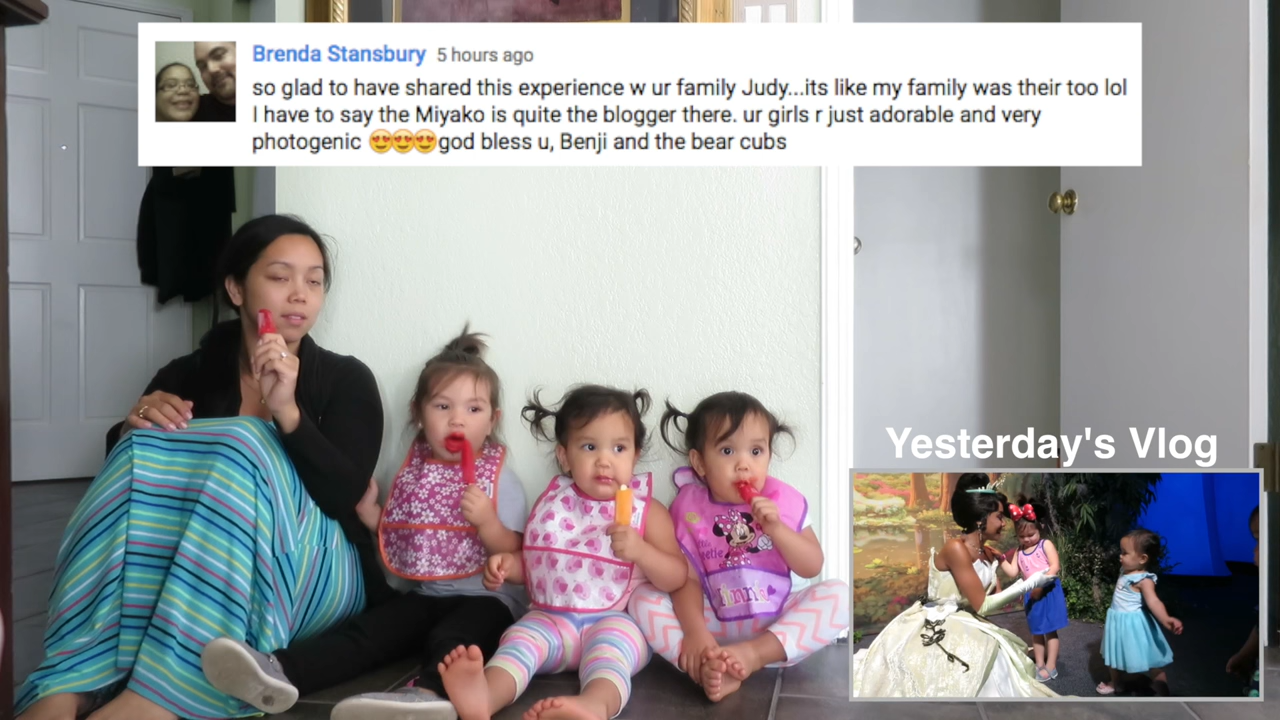 Brenda Stansbury 5 hours ago
so glad to have shared this experience w ur family Judy...its like my family was their too lol
I have to say the Miyako is quite the blogger there. ur girls r just adorable and very
photogenic 😍😍😍god bless u, Benji and the bear cubs
Yesterday's Vlog